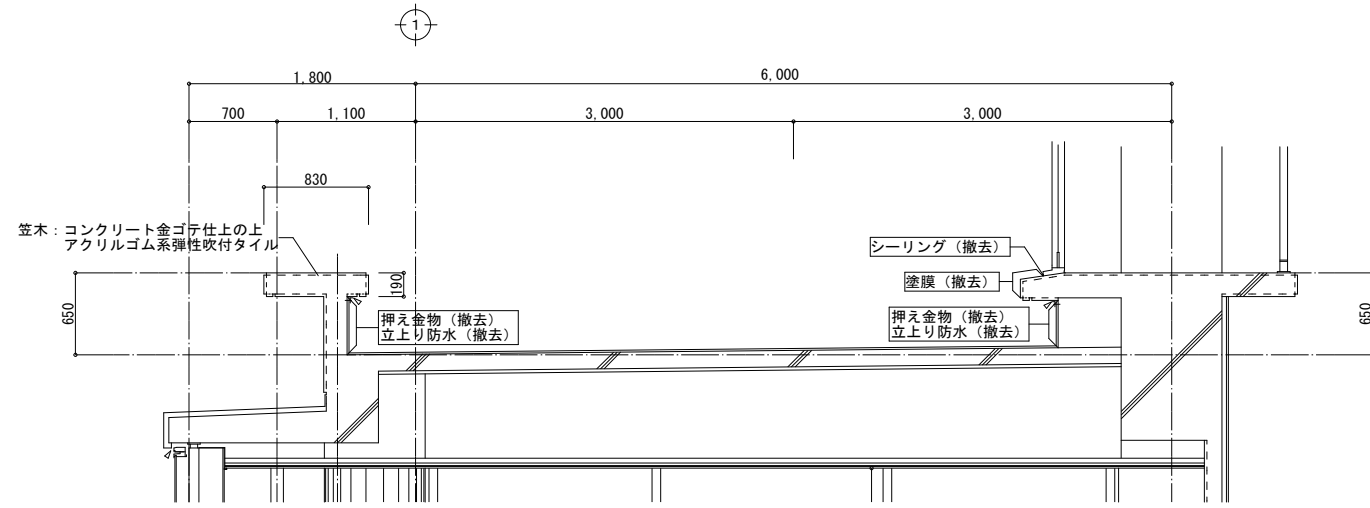 1
1,800
6,000
700
1,100
3,000
3,000
830
笠木：コンクリート金ゴテ仕上の上
アクリルゴム系弾性吹付タイル
シーリング（撤去）
190
塗膜（撤去）
650
650
押え金物（撤去）
立上り防水（撤去）
押え金物（撤去）
立上り防水（撤去）